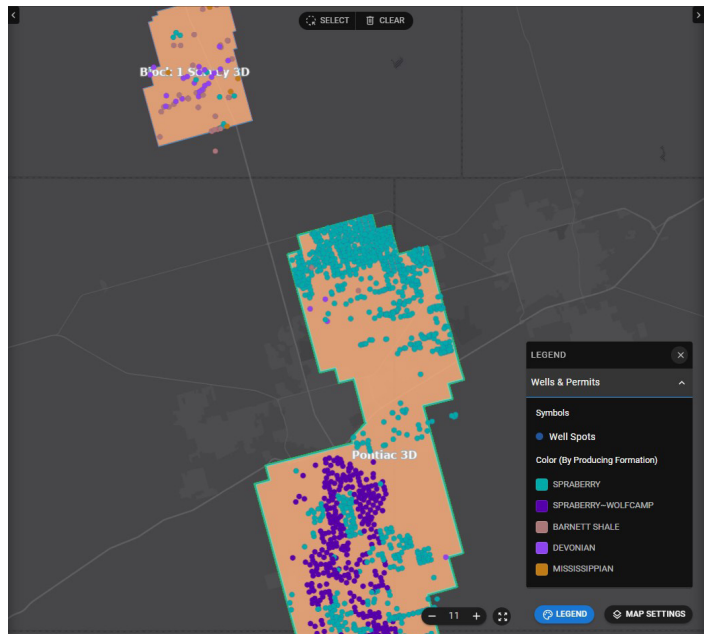 SELECT
CLEAR
Block 1 Scurry 3D
Pontiac 3D
LEGEND
Wells & Permits
Symbols
Well Spots
Color (By Producing Formation)
SPRABERRY
SPRABERRY–WOLFCAMP
BARNETT SHALE
DEVONIAN
MISSISSIPPIAN
11
LEGEND
MAP SETTINGS